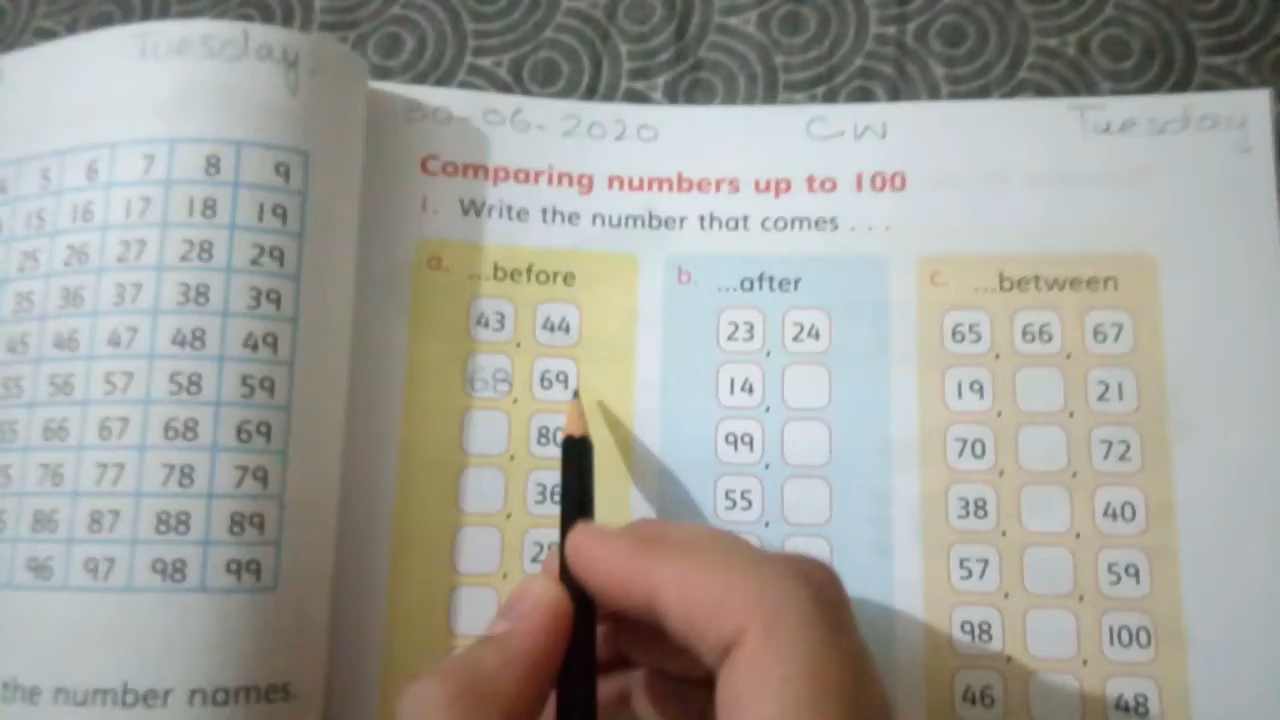 Tuesday
5 6 7 8 9
15 16 17 18 19
25 26 27 28 29
35 36 37 38 39
45 46 47 48 49
55 56 57 58 59
65 66 67 68 69
75 76 77 78 79
86 87 88 89
96 97 98 99
the number names.
30-06-2020 CW Tuesday
Comparing numbers up to 100
1. Write the number that comes . . .
a. ...before
43, 44
68, 69
80
36
b. ...after
23, 24
14,
99,
55,
c. ...between
65, 66, 67
19, , 21
70, , 72
38, , 40
57, , 59
98, , 100
46 48